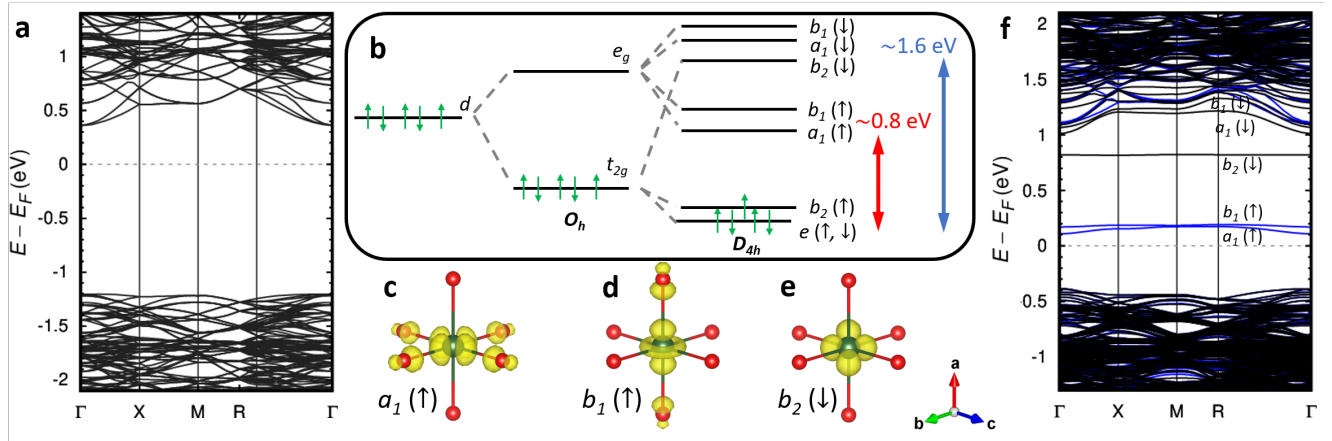 a
E − E_F (eV)
1
0.5
0
-0.5
-1
-1.5
-2
Γ X M R Γ
b
d
e_g
t_2g
O_h
b_1 (↓)
a_1 (↓)
b_2 (↓)
b_1 (↑)
a_1 (↑)
b_2 (↑)
e (↑, ↓)
D_4h
~0.8 eV
~1.6 eV
c
a_1 (↑)
d
b_1 (↑)
e
b_2 (↓)
a
b
c
f
E − E_F (eV)
2
1.5
1
0.5
0
-0.5
-1
b_1 (↓)
a_1 (↓)
b_2 (↓)
b_1 (↑)
a_1 (↑)
Γ X M R Γ